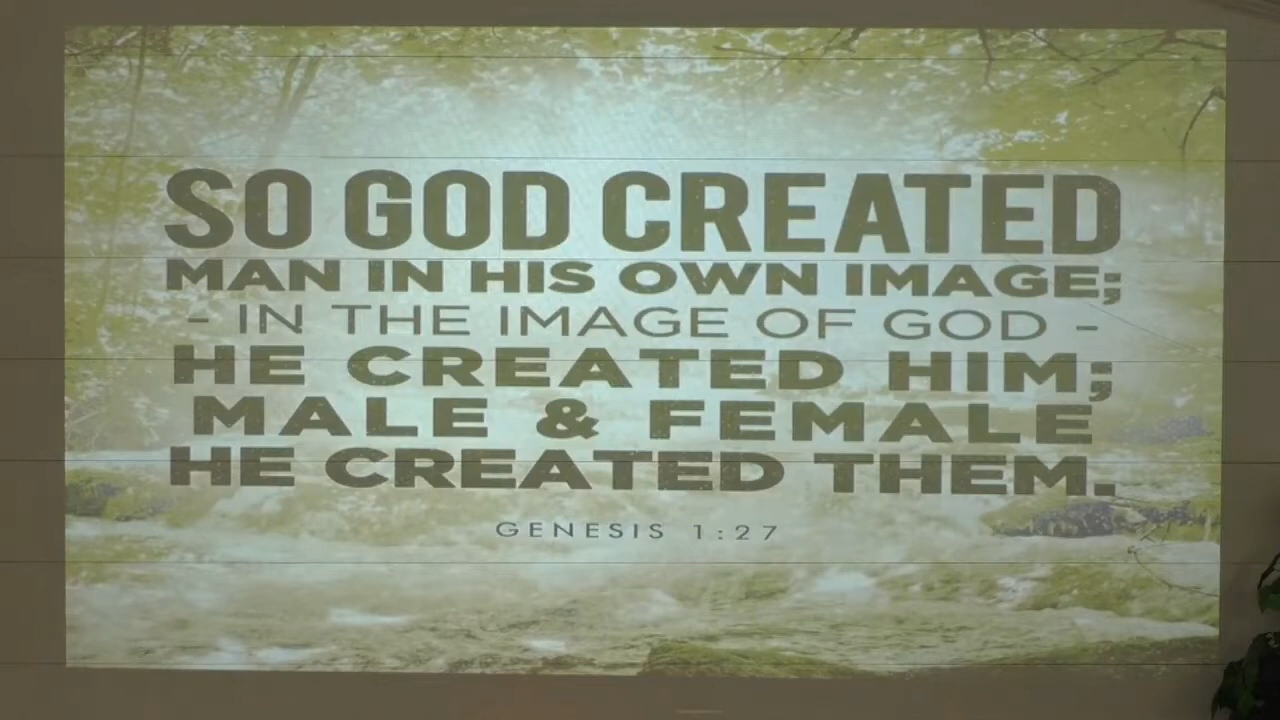 SO GOD CREATED
MAN IN HIS OWN IMAGE;
- IN THE IMAGE OF GOD -
HE CREATED HIM;
MALE & FEMALE
HE CREATED THEM.
GENESIS 1:27